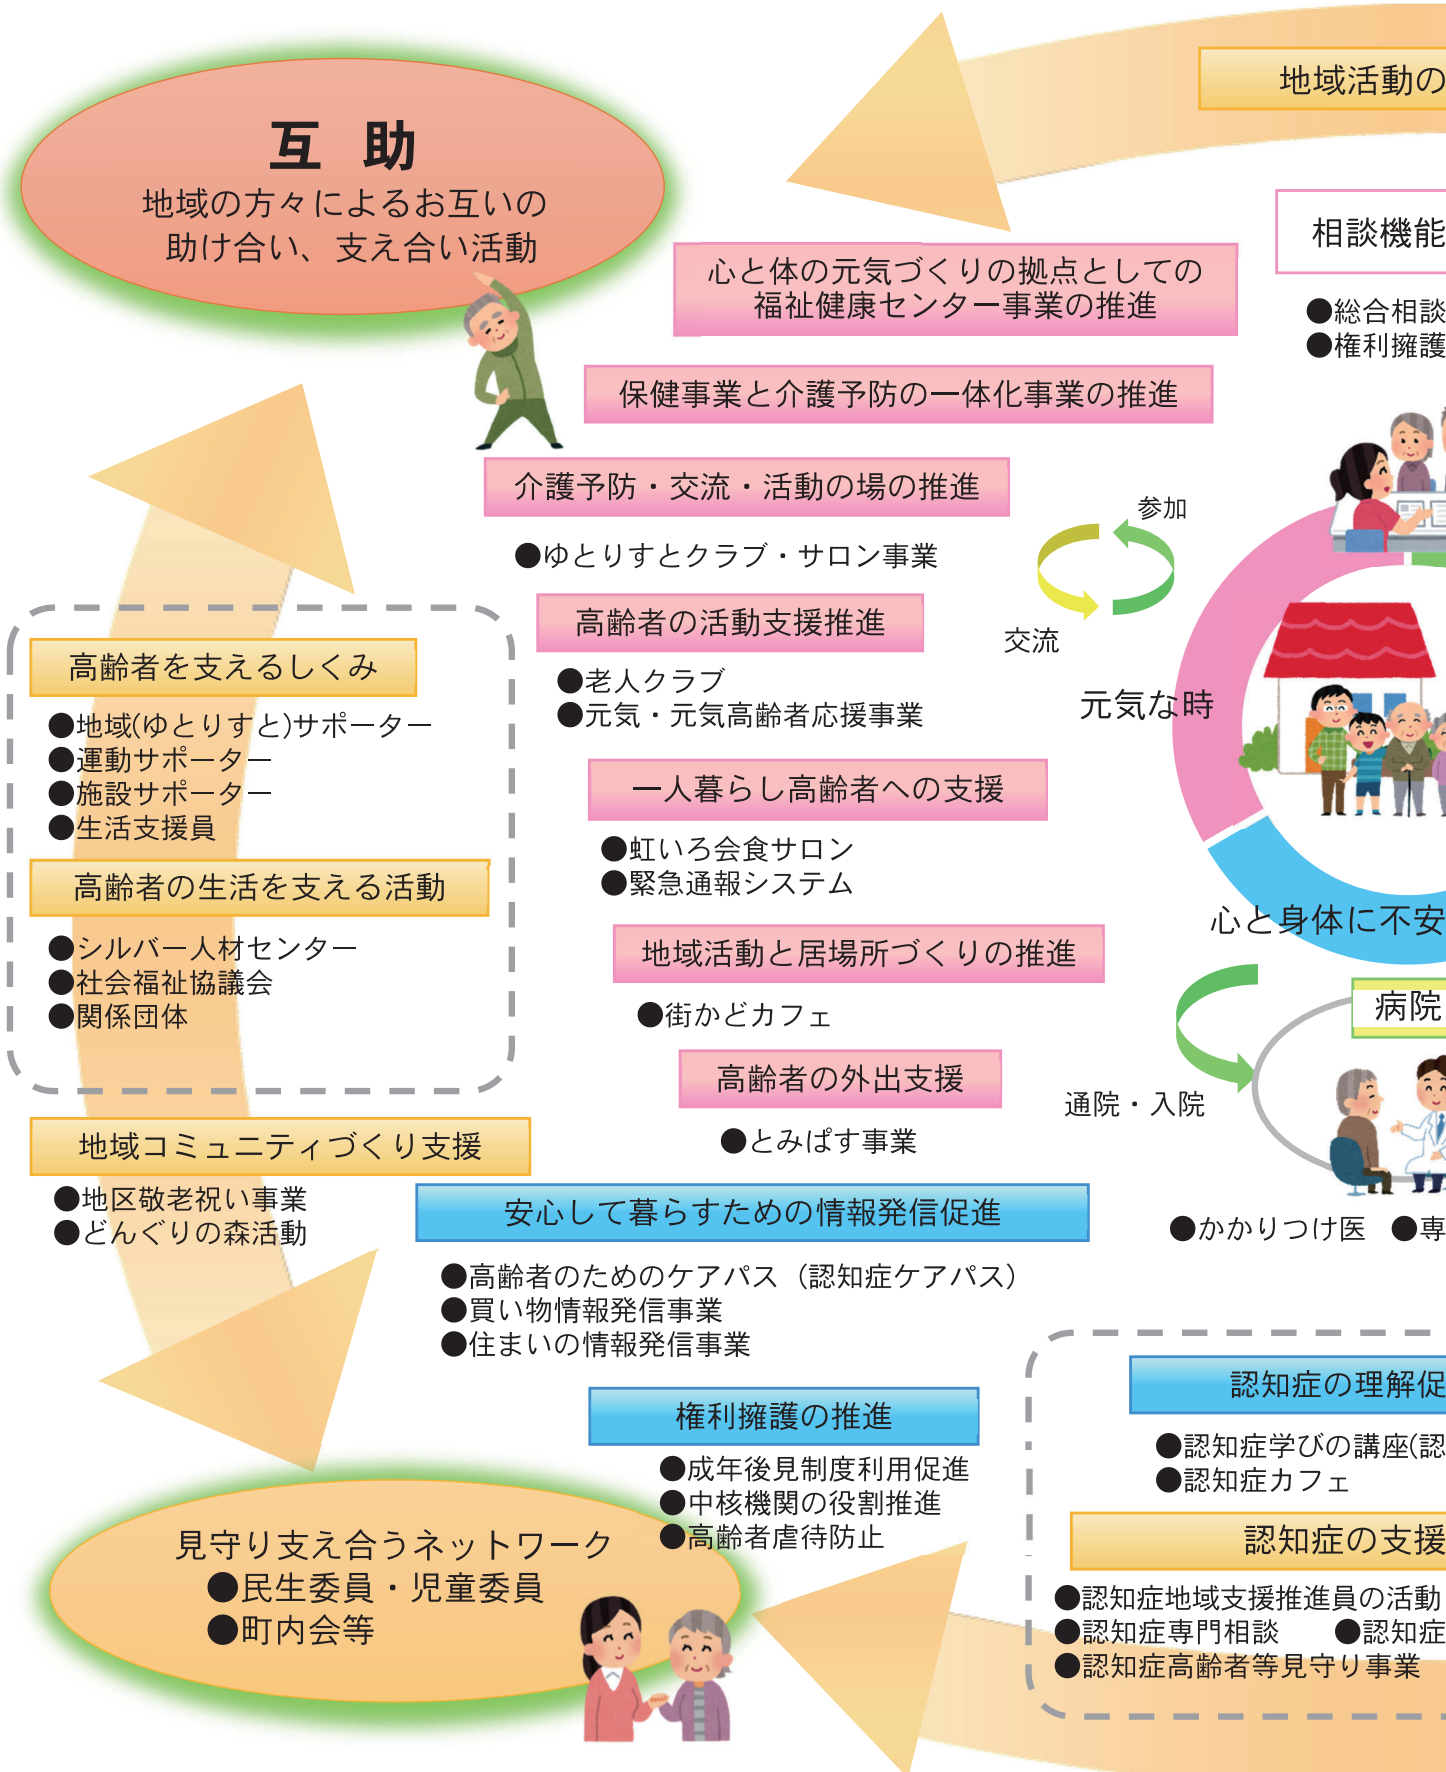 地域活動の
互 助
地域の方々によるお互いの
助け合い、支え合い活動
相談機能
●総合相談
●権利擁護
心と体の元気づくりの拠点としての
福祉健康センター事業の推進
保健事業と介護予防の一体化事業の推進
介護予防・交流・活動の場の推進
●ゆとりすとクラブ・サロン事業
参加
交流
高齢者の活動支援推進
●老人クラブ
●元気・元気高齢者応援事業
元気な時
一人暮らし高齢者への支援
●虹いろ会食サロン
●緊急通報システム
地域活動と居場所づくりの推進
●街かどカフェ
高齢者の外出支援
●とみぱす事業
高齢者を支えるしくみ
●地域(ゆとりすと)サポーター
●運動サポーター
●施設サポーター
●生活支援員
高齢者の生活を支える活動
●シルバー人材センター
●社会福祉協議会
●関係団体
地域コミュニティづくり支援
●地区敬老祝い事業
●どんぐりの森活動
心と身体に不安
病院
通院・入院
●かかりつけ医 ●専
安心して暮らすための情報発信促進
●高齢者のためのケアパス（認知症ケアパス）
●買い物情報発信事業
●住まいの情報発信事業
権利擁護の推進
●成年後見制度利用促進
●中核機関の役割推進
●高齢者虐待防止
認知症の理解促
●認知症学びの講座(認
●認知症カフェ
認知症の支援
●認知症地域支援推進員の活動
●認知症専門相談 ●認知症
●認知症高齢者等見守り事業
見守り支え合うネットワーク
●民生委員・児童委員
●町内会等